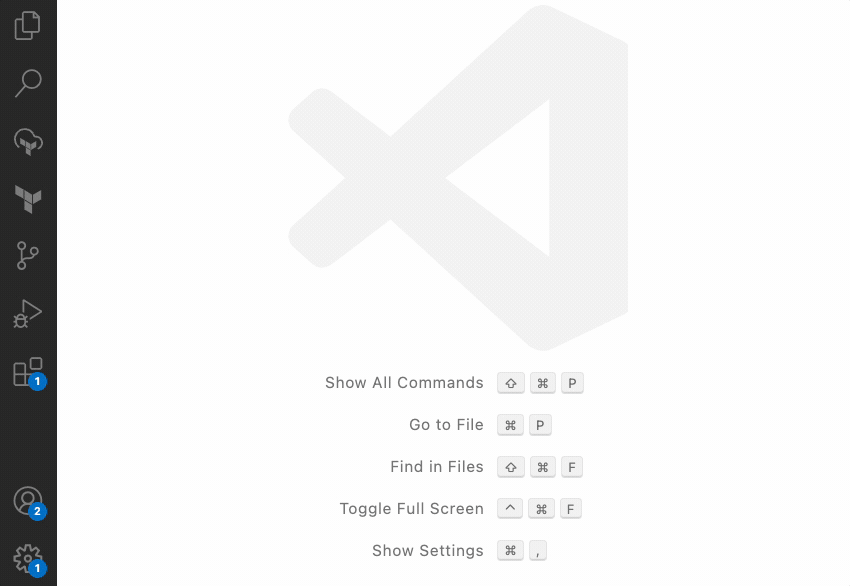 Show All Commands ⇧ ⌘ P
Go to File ⌘ P
Find in Files ⇧ ⌘ F
Toggle Full Screen ^ ⌘ F
Show Settings ⌘ ,
1
2
1